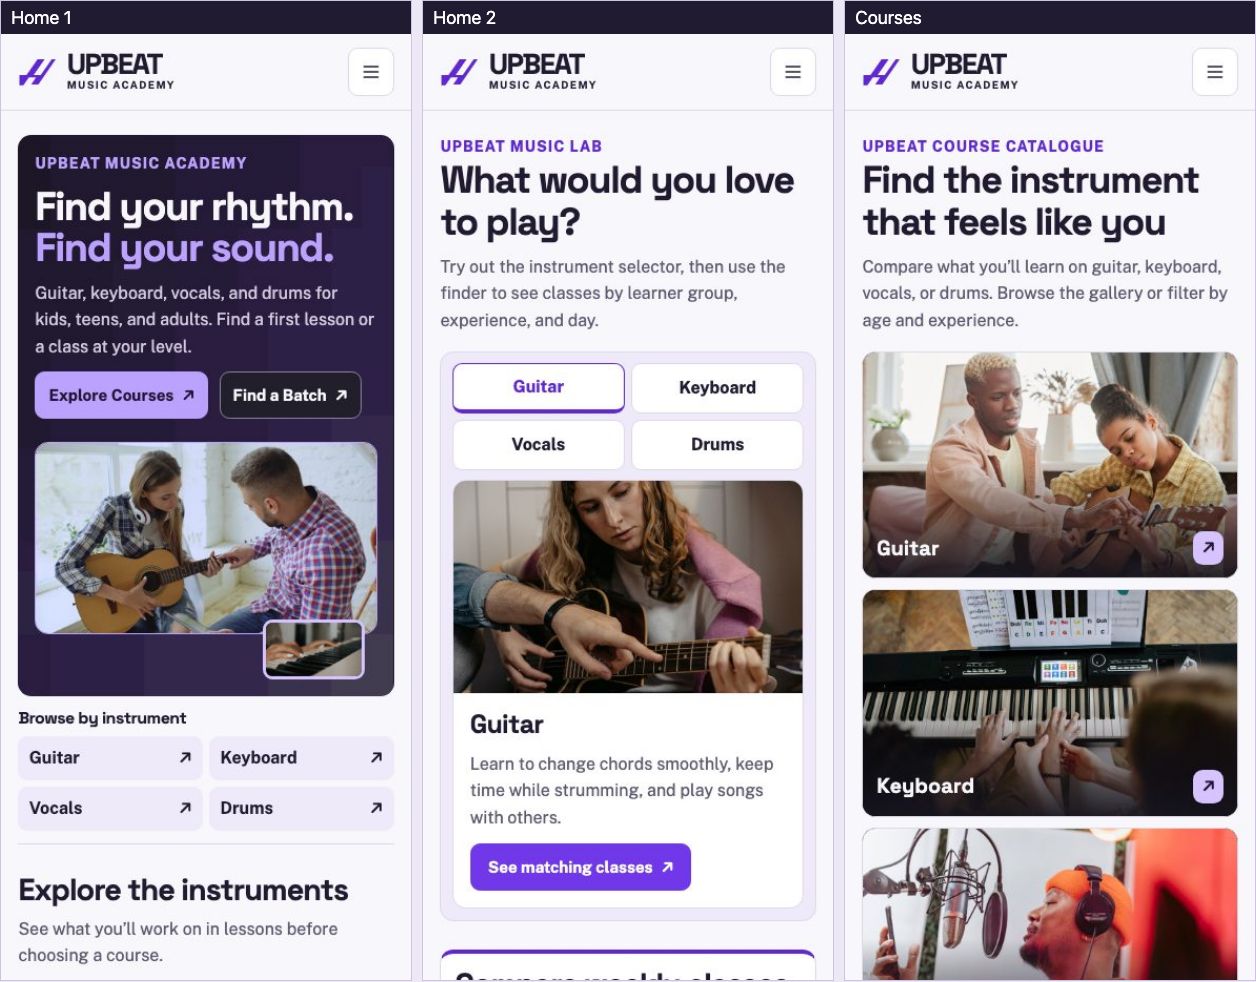 Home 1
UPBEAT
MUSIC ACADEMY
UPBEAT MUSIC ACADEMY
Find your rhythm.
Find your sound.
Guitar, keyboard, vocals, and drums for
kids, teens, and adults. Find a first lesson or
a class at your level.
Explore Courses
Find a Batch
Browse by instrument
Guitar
Keyboard
Vocals
Drums
Explore the instruments
See what you’ll work on in lessons before
choosing a course.
Home 2
UPBEAT
MUSIC ACADEMY
UPBEAT MUSIC LAB
What would you love
to play?
Try out the instrument selector, then use the
finder to see classes by learner group,
experience, and day.
Guitar
Keyboard
Vocals
Drums
Guitar
Learn to change chords smoothly, keep
time while strumming, and play songs
with others.
See matching classes
Compare weekly classes
Courses
UPBEAT
MUSIC ACADEMY
UPBEAT COURSE CATALOGUE
Find the instrument
that feels like you
Compare what you’ll learn on guitar, keyboard,
vocals, or drums. Browse the gallery or filter by
age and experience.
Guitar
Keyboard